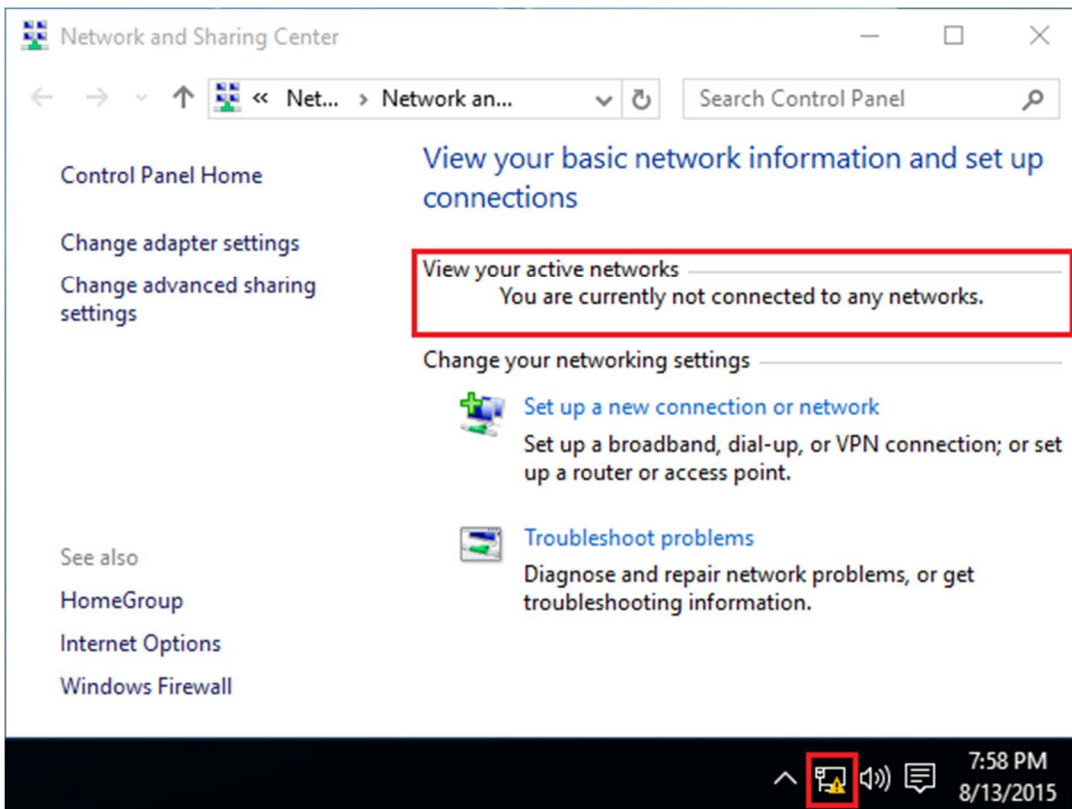 Network and Sharing Center
« Net... › Network an...
Search Control Panel
Control Panel Home
Change adapter settings
Change advanced sharing
settings
See also
HomeGroup
Internet Options
Windows Firewall
View your basic network information and set up
connections
View your active networks
You are currently not connected to any networks.
Change your networking settings
Set up a new connection or network
Set up a broadband, dial-up, or VPN connection; or set
up a router or access point.
Troubleshoot problems
Diagnose and repair network problems, or get
troubleshooting information.
7:58 PM
8/13/2015